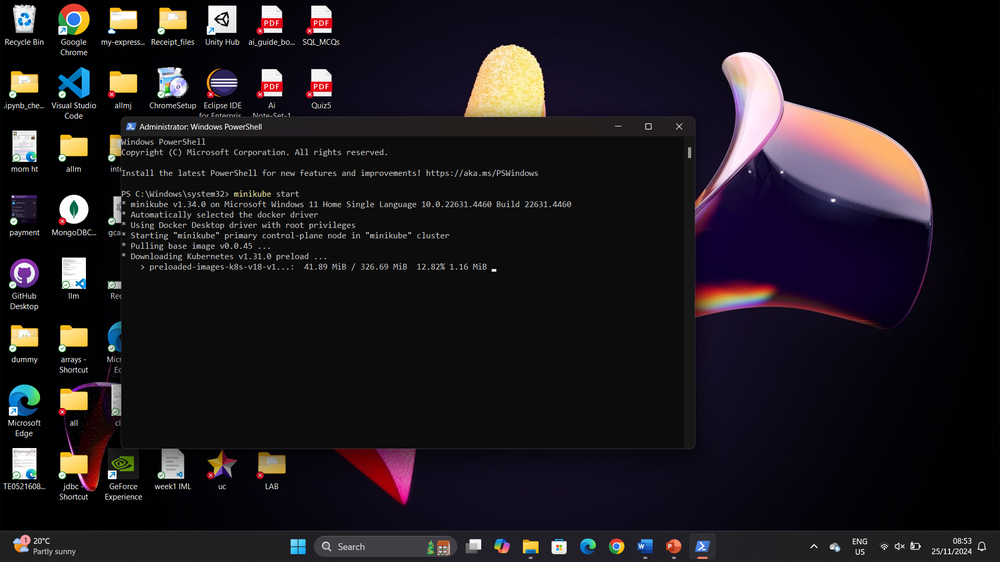 Recycle Bin
Google
Chrome
my-express...
Receipt_files
Unity Hub
PDF
ai_guide_bo...
PDF
SQL_MCQs
.ipynb_che...
Visual Studio
Code
allmj
ChromeSetup
Eclipse IDE
for Enterpris
PDF
Ai
Note-Set-1
PDF
Quiz5
mom ht
allm
inte
payment
MongoDBC...
gca
GitHub
Desktop
llm
Rec
dummy
arrays -
Shortcut
Micr
Ed
Microsoft
Edge
all
cl
TE0521608...
jdbc -
Shortcut
GeForce
Experience
week1 IML
uc
LAB
Administrator: Windows PowerShell
Windows PowerShell
Copyright (C) Microsoft Corporation. All rights reserved.
Install the latest PowerShell for new features and improvements! https://aka.ms/PSWindows
PS C:\Windows\system32> minikube start
* minikube v1.34.0 on Microsoft Windows 11 Home Single Language 10.0.22631.4460 Build 22631.4460
* Automatically selected the docker driver
* Using Docker Desktop driver with root privileges
* Starting "minikube" primary control-plane node in "minikube" cluster
* Pulling base image v0.0.45 ...
* Downloading Kubernetes v1.31.0 preload ...
> preloaded-images-k8s-v18-v1...: 41.89 MiB / 326.69 MiB 12.82% 1.16 MiB
1
20°C
Partly sunny
Search
W
P
ENG
US
08:53
25/11/2024